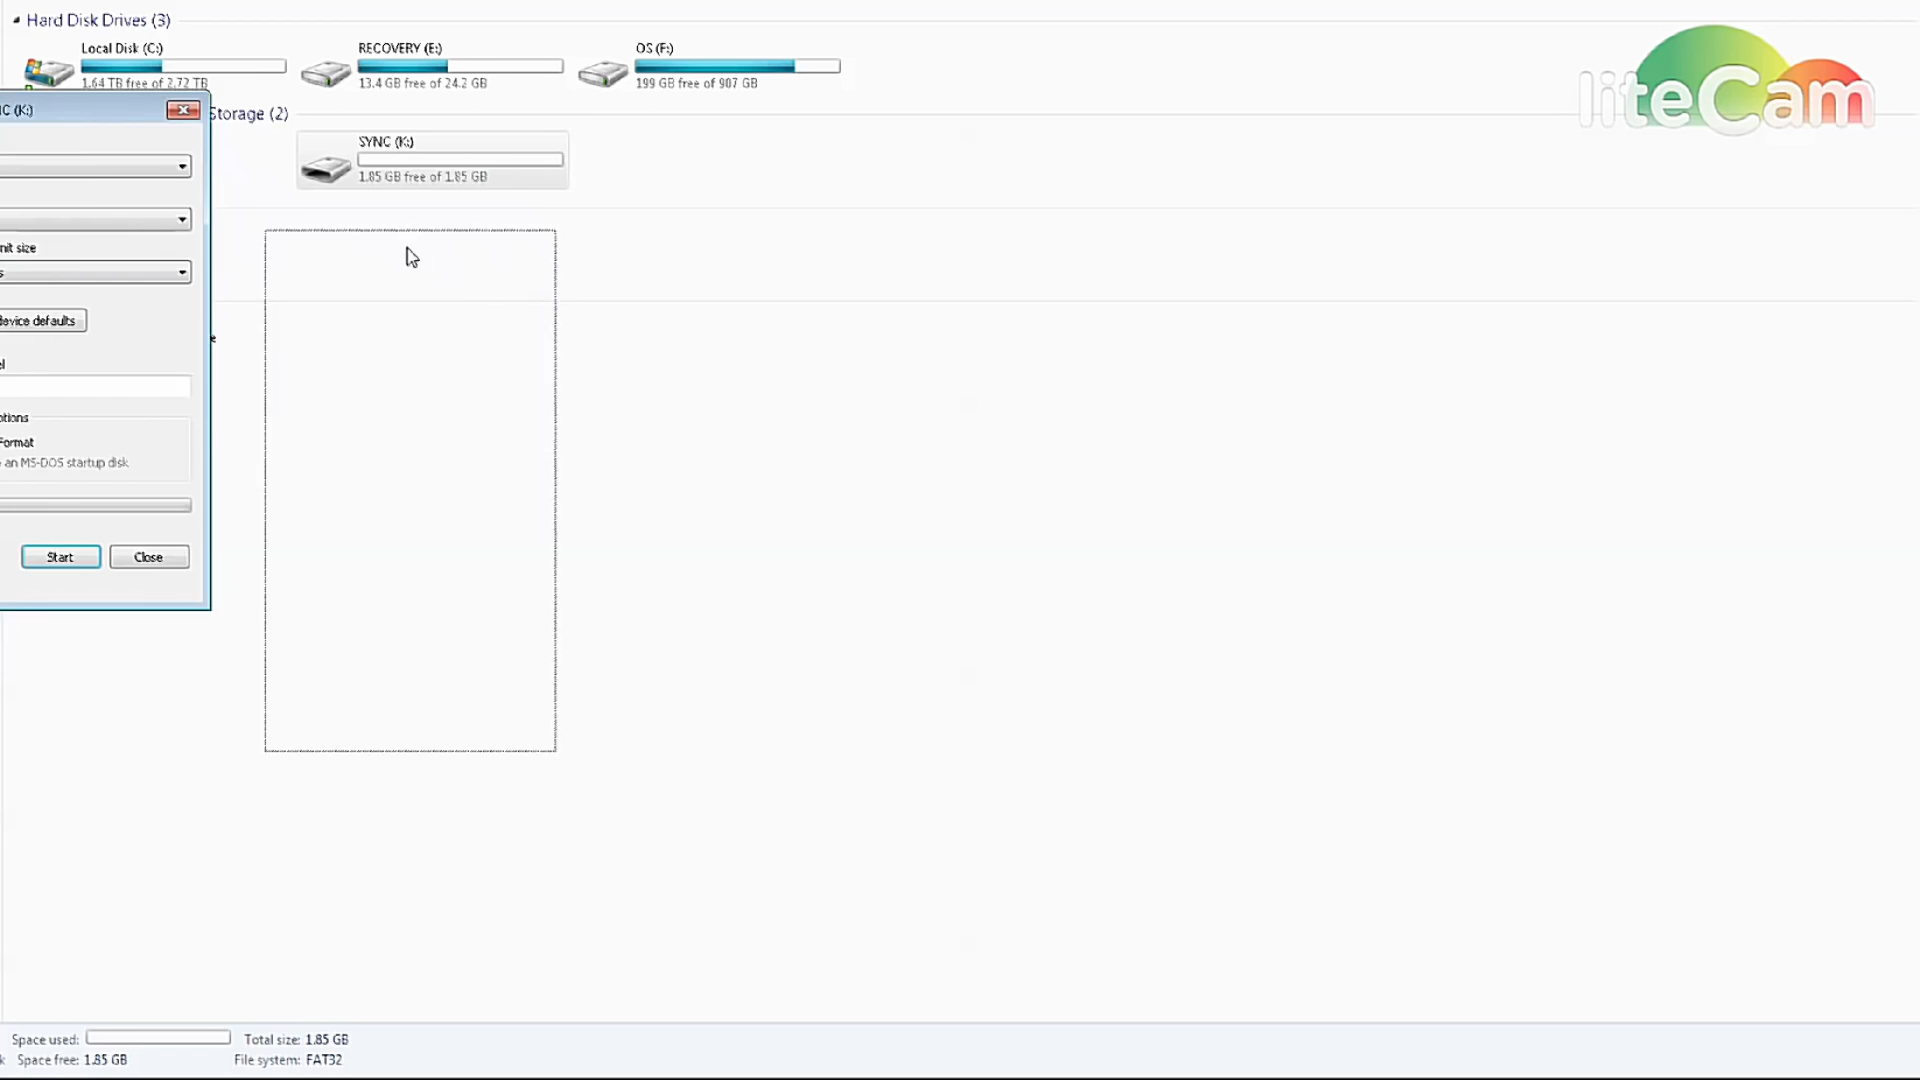 Hard Disk Drives (3)
Local Disk (C:)
1.64 TB free of 2.72 TB
RECOVERY (E:)
13.4 GB free of 24.2 GB
OS (F:)
199 GB free of 907 GB
liteCam
C (K:)
Storage (2)
SYNC (K:)
1.85 GB free of 1.85 GB
nit size
s
device defaults
e
el
ptions
Format
e an MS-DOS startup disk
Start
Close
Space used:
Total size: 1.85 GB
k Space free: 1.85 GB
File system: FAT32